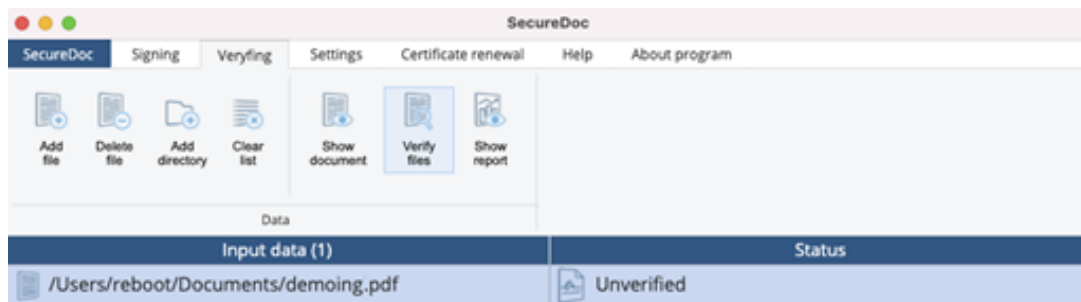 SecureDoc
SecureDoc Signing Veryfing Settings Certificate renewal Help About program
Add file Delete file Add directory Clear list Show document Verify files Show report
Data
Input data (1) Status
/Users/reboot/Documents/demoing.pdf Unverified